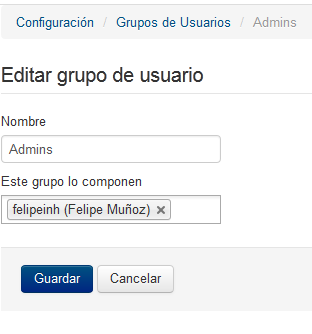 Configuración / Grupos de Usuarios / Admins
Editar grupo de usuario
Nombre
Admins
Este grupo lo componen
felipeinh (Felipe Muñoz) ×
Guardar Cancelar